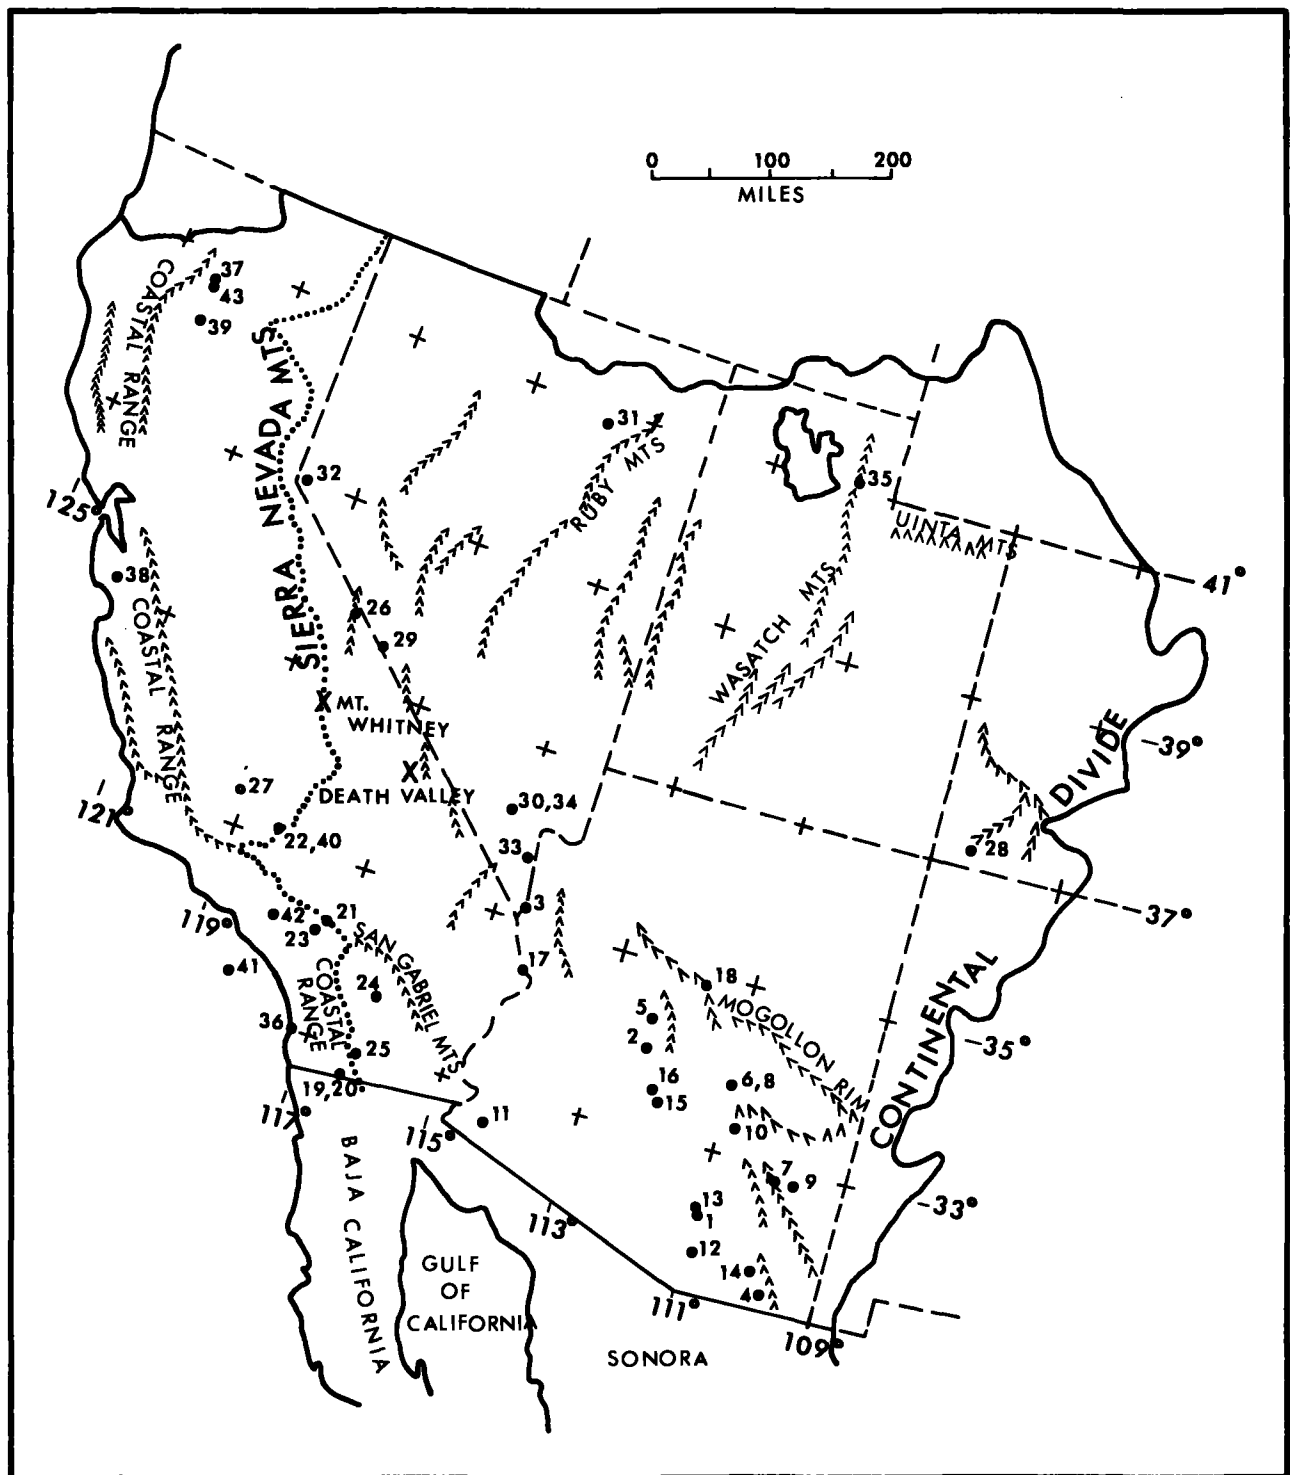 0 100 200
MILES
COASTAL RANGE
37
43
39
SIERRA NEVADA MTS
31
RUBY MTS
32
35
UINTA MTS
125°
41°
38
COASTAL RANGE
26
29
WASATCH MTS
X MT.
WHITNEY
39°
CONTINENTAL DIVIDE
X
DEATH VALLEY
27
30,34
121°
22,40
33
28
3
37°
119°
42
21
23
SAN GABRIEL MTS
41
17
24
COASTAL
RANGE
18
MOGOLLON RIM
5
36
2
35°
25
16
6,8
19,20
15
117°
11
115°
10
BAJA CALIFORNIA
7
9
33°
13
1
113°
12
GULF
OF
CALIFORNIA
14
4
111°
109°
SONORA